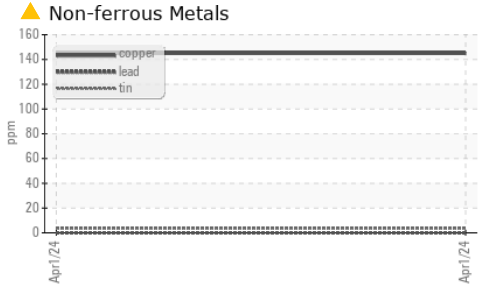 Non-ferrous Metals
160
140
120
100
80
60
40
20
0
ppm
copper
lead
tin
Apr1/24
Apr1/24